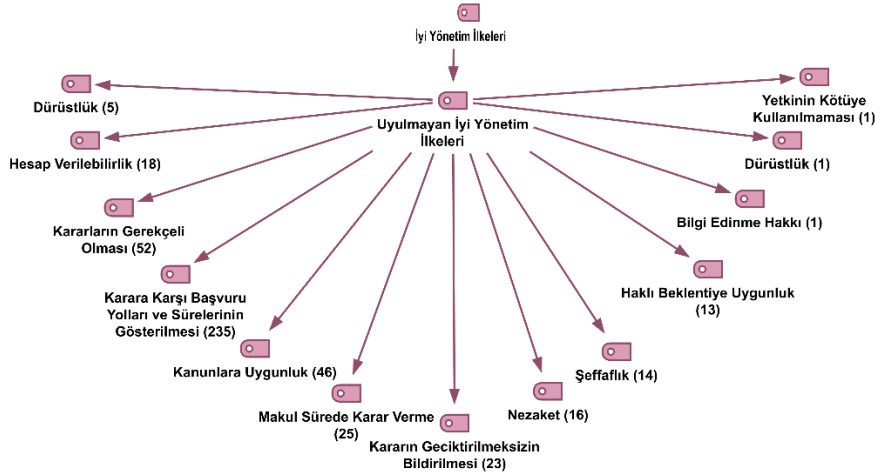 İyi Yönetim İlkeleri
Uyulmayan İyi Yönetim
İlkeleri
Dürüstlük (5)
Hesap Verilebilirlik (18)
Kararların Gerekçeli
Olması (52)
Karara Karşı Başvuru
Yolları ve Sürelerinin
Gösterilmesi (235)
Kanunlara Uygunluk (46)
Makul Sürede Karar Verme
(25)
Kararın Geciktirilmeksizin
Bildirilmesi (23)
Nezaket (16)
Şeffaflık (14)
Haklı Beklentiye Uygunluk
(13)
Bilgi Edinme Hakkı (1)
Dürüstlük (1)
Yetkinin Kötüye
Kullanılmaması (1)